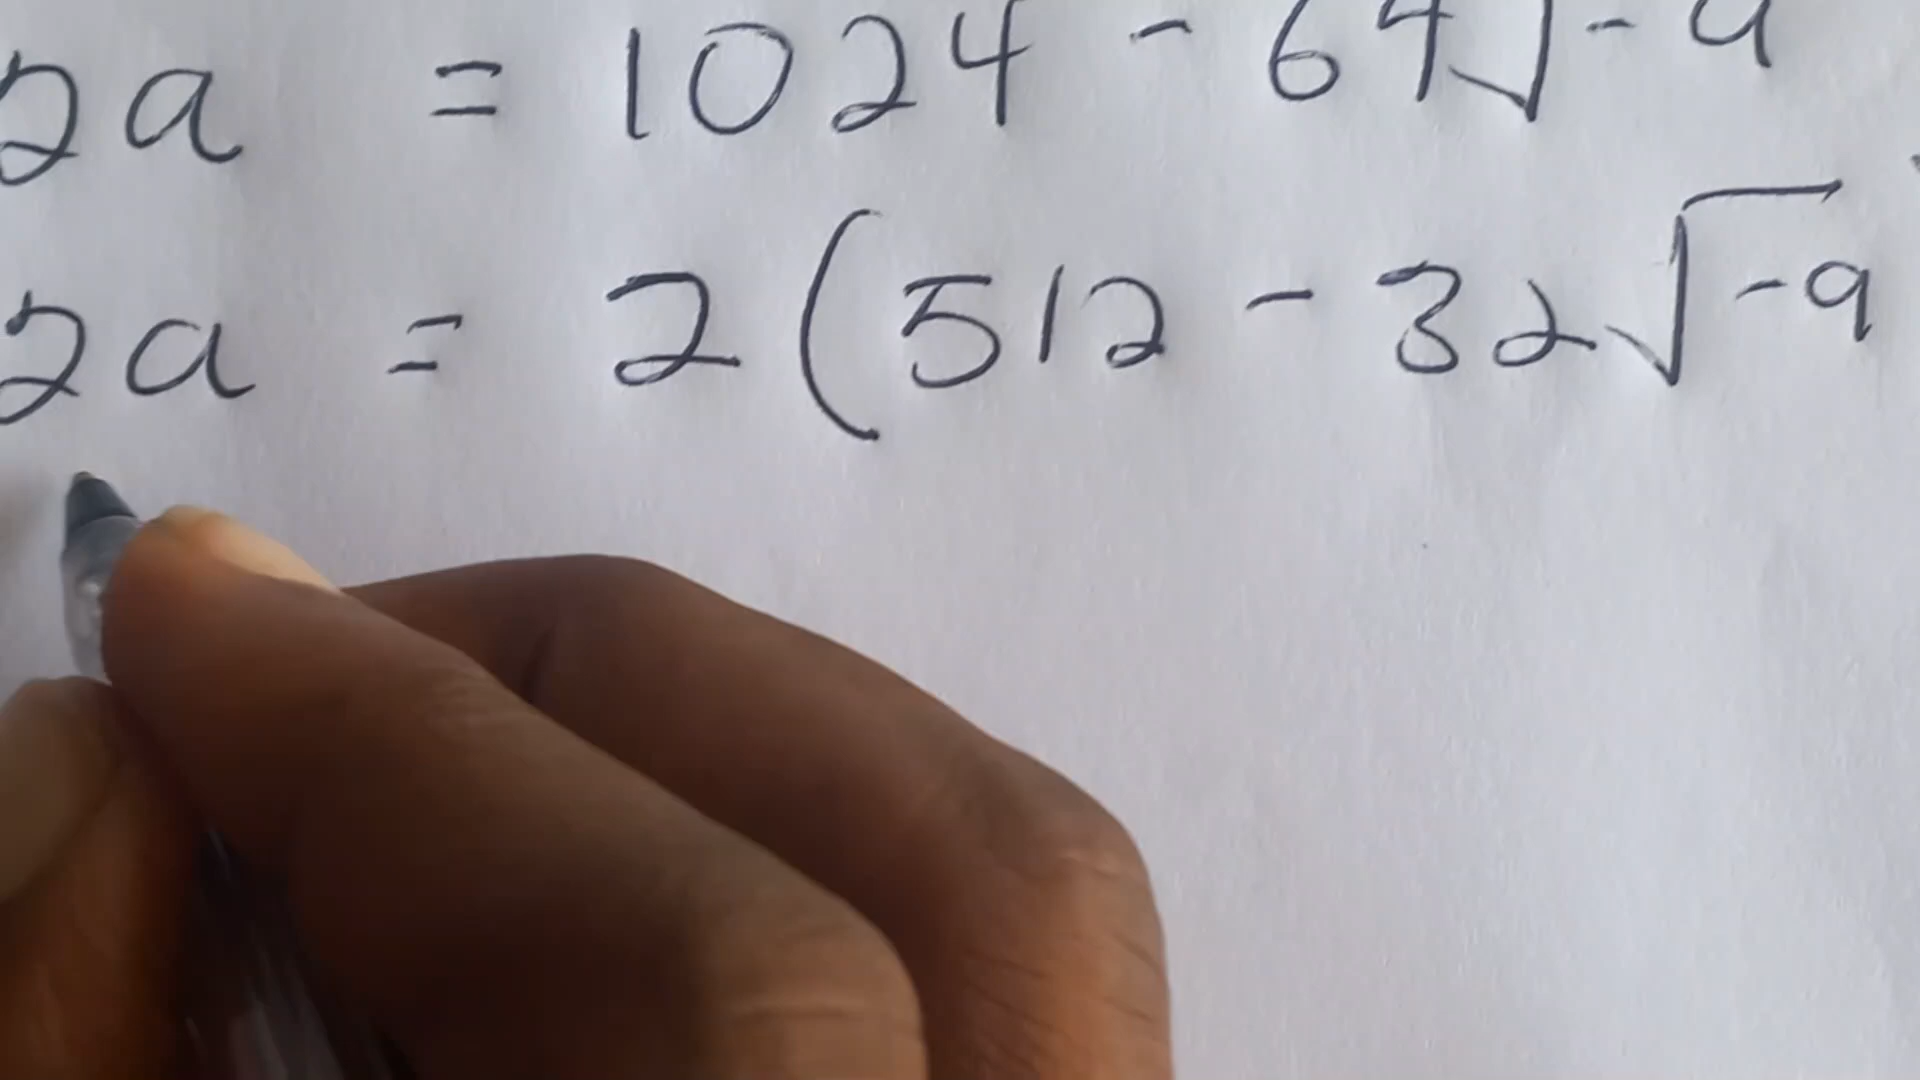 2a = 1024 - 64√-a
2a = 2(512 - 32√-a